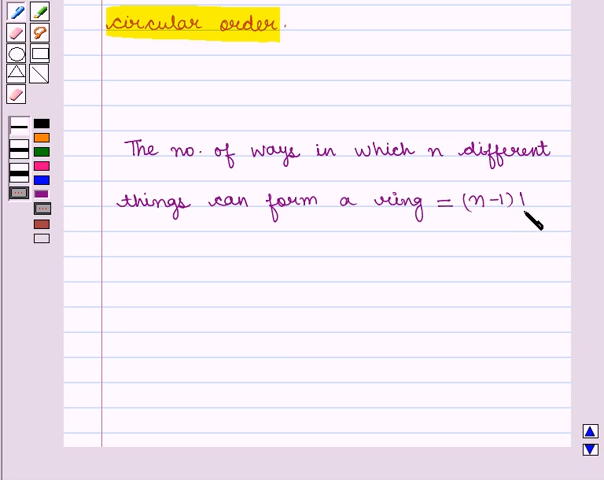 circular order.
The no. of ways in which n different
things can form a ring = (n-1)!